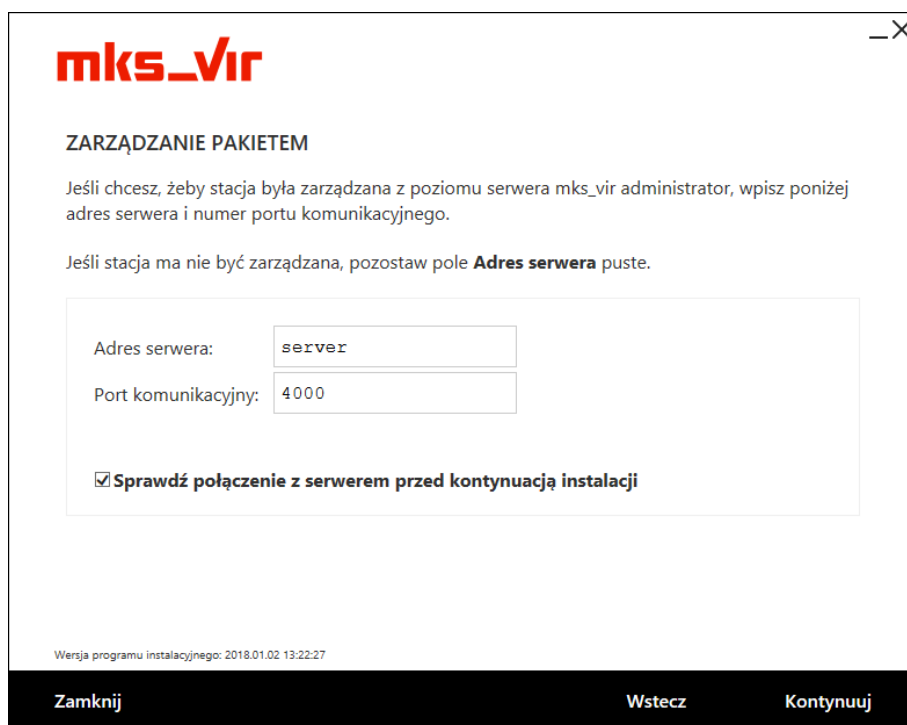 mks_vir
ZARZĄDZANIE PAKIETEM
Jeśli chcesz, żeby stacja była zarządzana z poziomu serwera mks_vir administrator, wpisz poniżej
adres serwera i numer portu komunikacyjnego.
Jeśli stacja ma nie być zarządzana, pozostaw pole Adres serwera puste.
Adres serwera: server
Port komunikacyjny: 4000
Sprawdź połączenie z serwerem przed kontynuacją instalacji
Wersja programu instalacyjnego: 2018.01.02 13:22:27
Zamknij Wstecz Kontynuuj